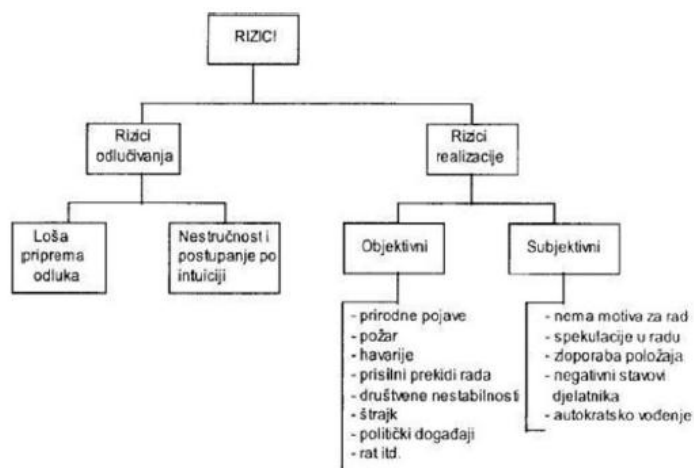 RIZICI
Rizici
odlučivanja
Rizici
realizacije
Loša
priprema
odluka
Nestručnost i
postupanje po
intuiciji
Objektivni
Subjektivni
- prirodne pojave
- požar
- havarije
- prisilni prekidi rada
- društvene nestabilnosti
- štrajk
- politički događaji
- rat itd.
- nema motiva za rad
- spekulacije u radu
- zloporaba položaja
- negativni stavovi
djelatnika
- autokratsko vođenje